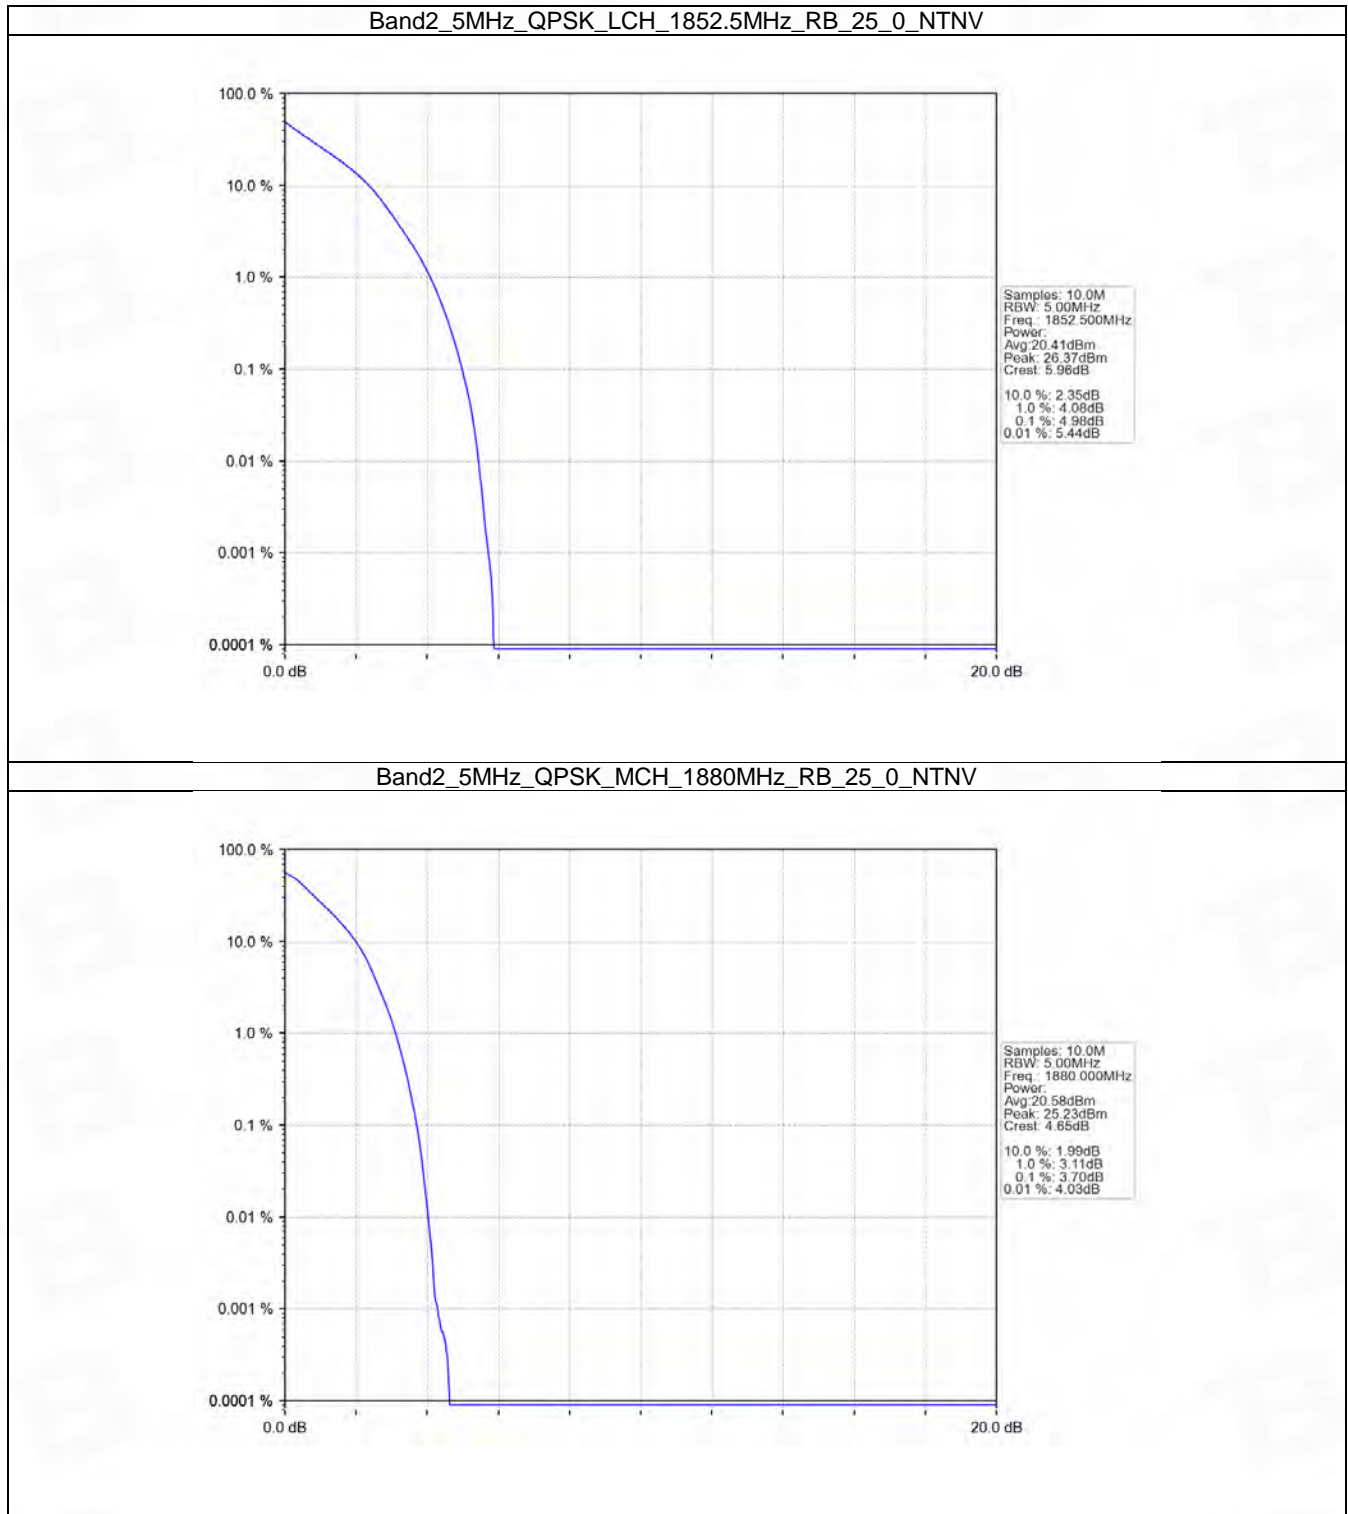 Band2_5MHz_QPSK_LCH_1852.5MHz_RB_25_0_NTNV
100.0 %
10.0 %
1.0 %
0.1 %
0.01 %
0.001 %
0.0001 %
0.0 dB
20.0 dB
Samples: 10.0M
RBW: 5.00MHz
Freq.: 1852.500MHz
Power:
Avg:20.41dBm
Peak: 26.37dBm
Crest: 5.96dB
10.0 %: 2.35dB
1.0 %: 4.08dB
0.1 %: 4.98dB
0.01 %: 5.44dB
Band2_5MHz_QPSK_MCH_1880MHz_RB_25_0_NTNV
100.0 %
10.0 %
1.0 %
0.1 %
0.01 %
0.001 %
0.0001 %
0.0 dB
20.0 dB
Samples: 10.0M
RBW: 5.00MHz
Freq.: 1880.000MHz
Power:
Avg:20.58dBm
Peak: 25.23dBm
Crest: 4.65dB
10.0 %: 1.99dB
1.0 %: 3.11dB
0.1 %: 3.70dB
0.01 %: 4.03dB